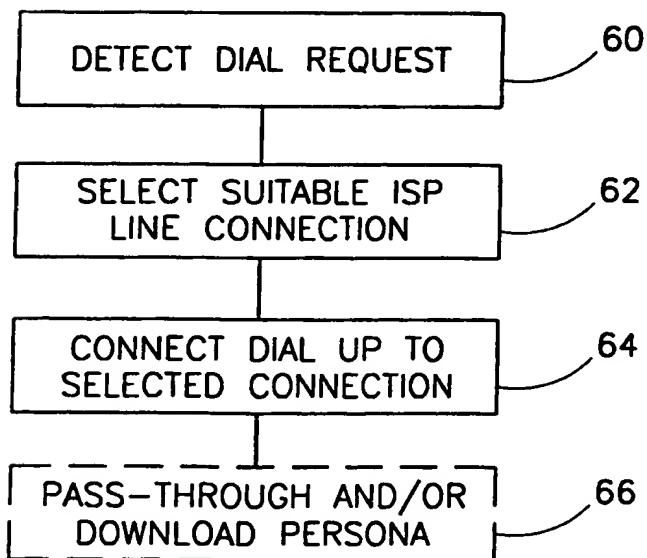 DETECT DIAL REQUEST
60
SELECT SUITABLE ISP
LINE CONNECTION
62
CONNECT DIAL UP TO
SELECTED CONNECTION
64
PASS–THROUGH AND/OR
DOWNLOAD PERSONA
66